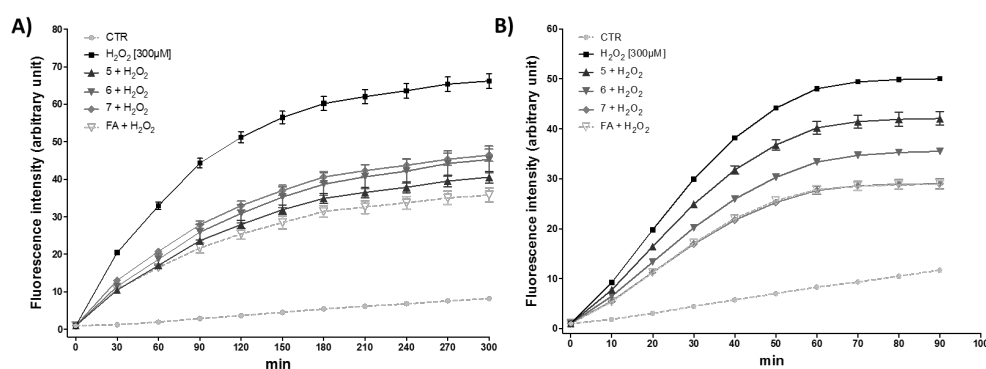 A)
Fluorescence intensity (arbitrary unit)
80
70
60
50
40
30
20
10
0
CTR
H₂O₂ [300µM]
5 + H₂O₂
6 + H₂O₂
7 + H₂O₂
FA + H₂O₂
0 30 60 90 120 150 180 210 240 270 300
min
B)
Fluorescence intensity (arbitrary unit)
60
50
40
30
20
10
0
CTR
H₂O₂ [300µM]
5 + H₂O₂
6 + H₂O₂
7 + H₂O₂
FA + H₂O₂
0 10 20 30 40 50 60 70 80 90 100
min